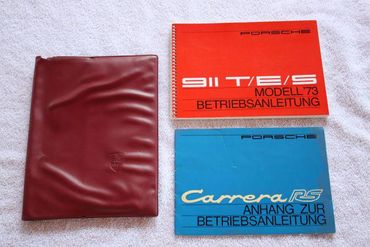 PORSCHE
911 T/E/S
MODELL '73
BETRIEBSANLEITUNG
PORSCHE
Carrera RS
ANHANG ZUR
BETRIEBSANLEITUNG